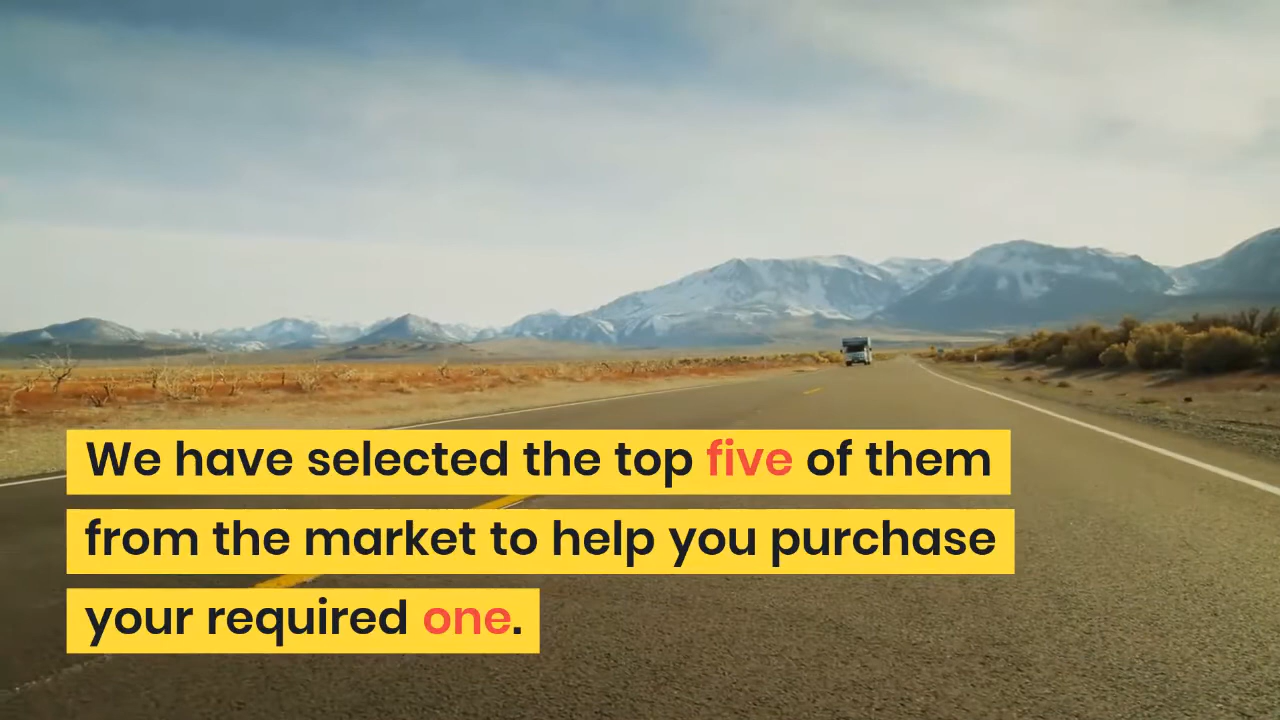 We have selected the top five of them
from the market to help you purchase
your required one.